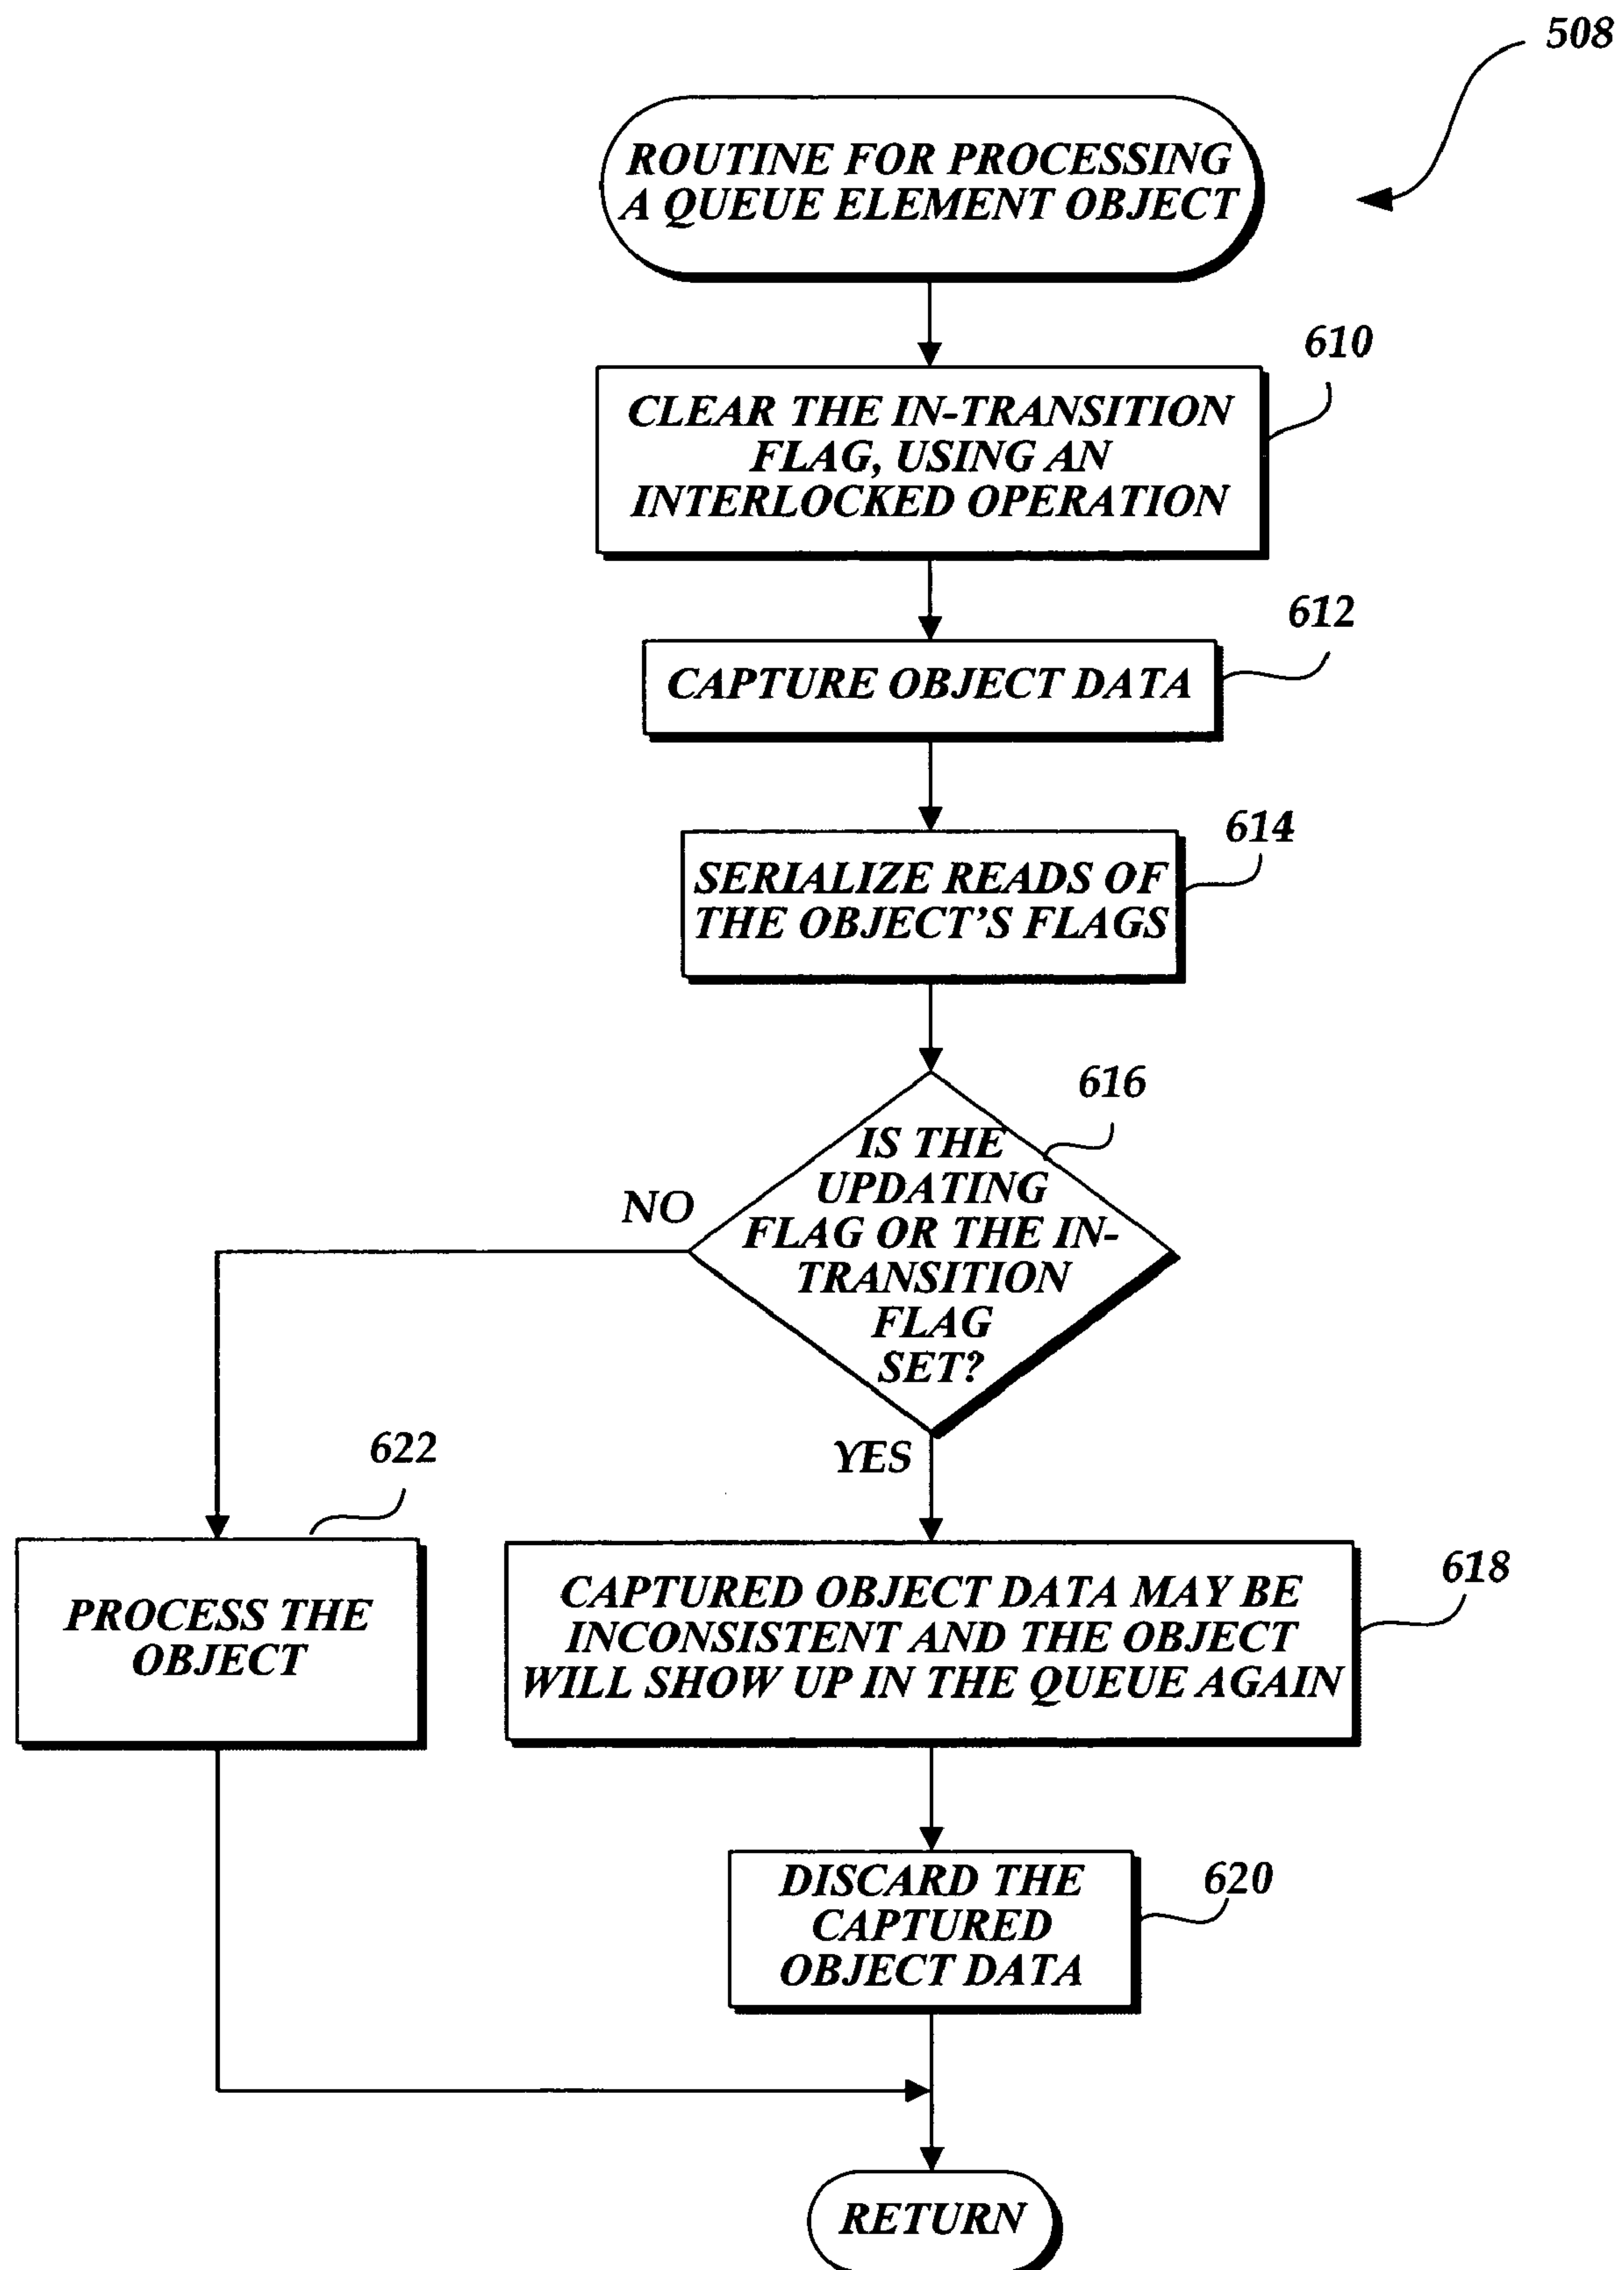 508
ROUTINE FOR PROCESSING
A QUEUE ELEMENT OBJECT
610
CLEAR THE IN-TRANSITION
FLAG, USING AN
INTERLOCKED OPERATION
612
CAPTURE OBJECT DATA
614
SERIALIZE READS OF
THE OBJECT'S FLAGS
616
IS THE
UPDATING
FLAG OR THE IN-
TRANSITION
FLAG
SET?
NO
YES
622
PROCESS THE
OBJECT
618
CAPTURED OBJECT DATA MAY BE
INCONSISTENT AND THE OBJECT
WILL SHOW UP IN THE QUEUE AGAIN
620
DISCARD THE
CAPTURED
OBJECT DATA
RETURN